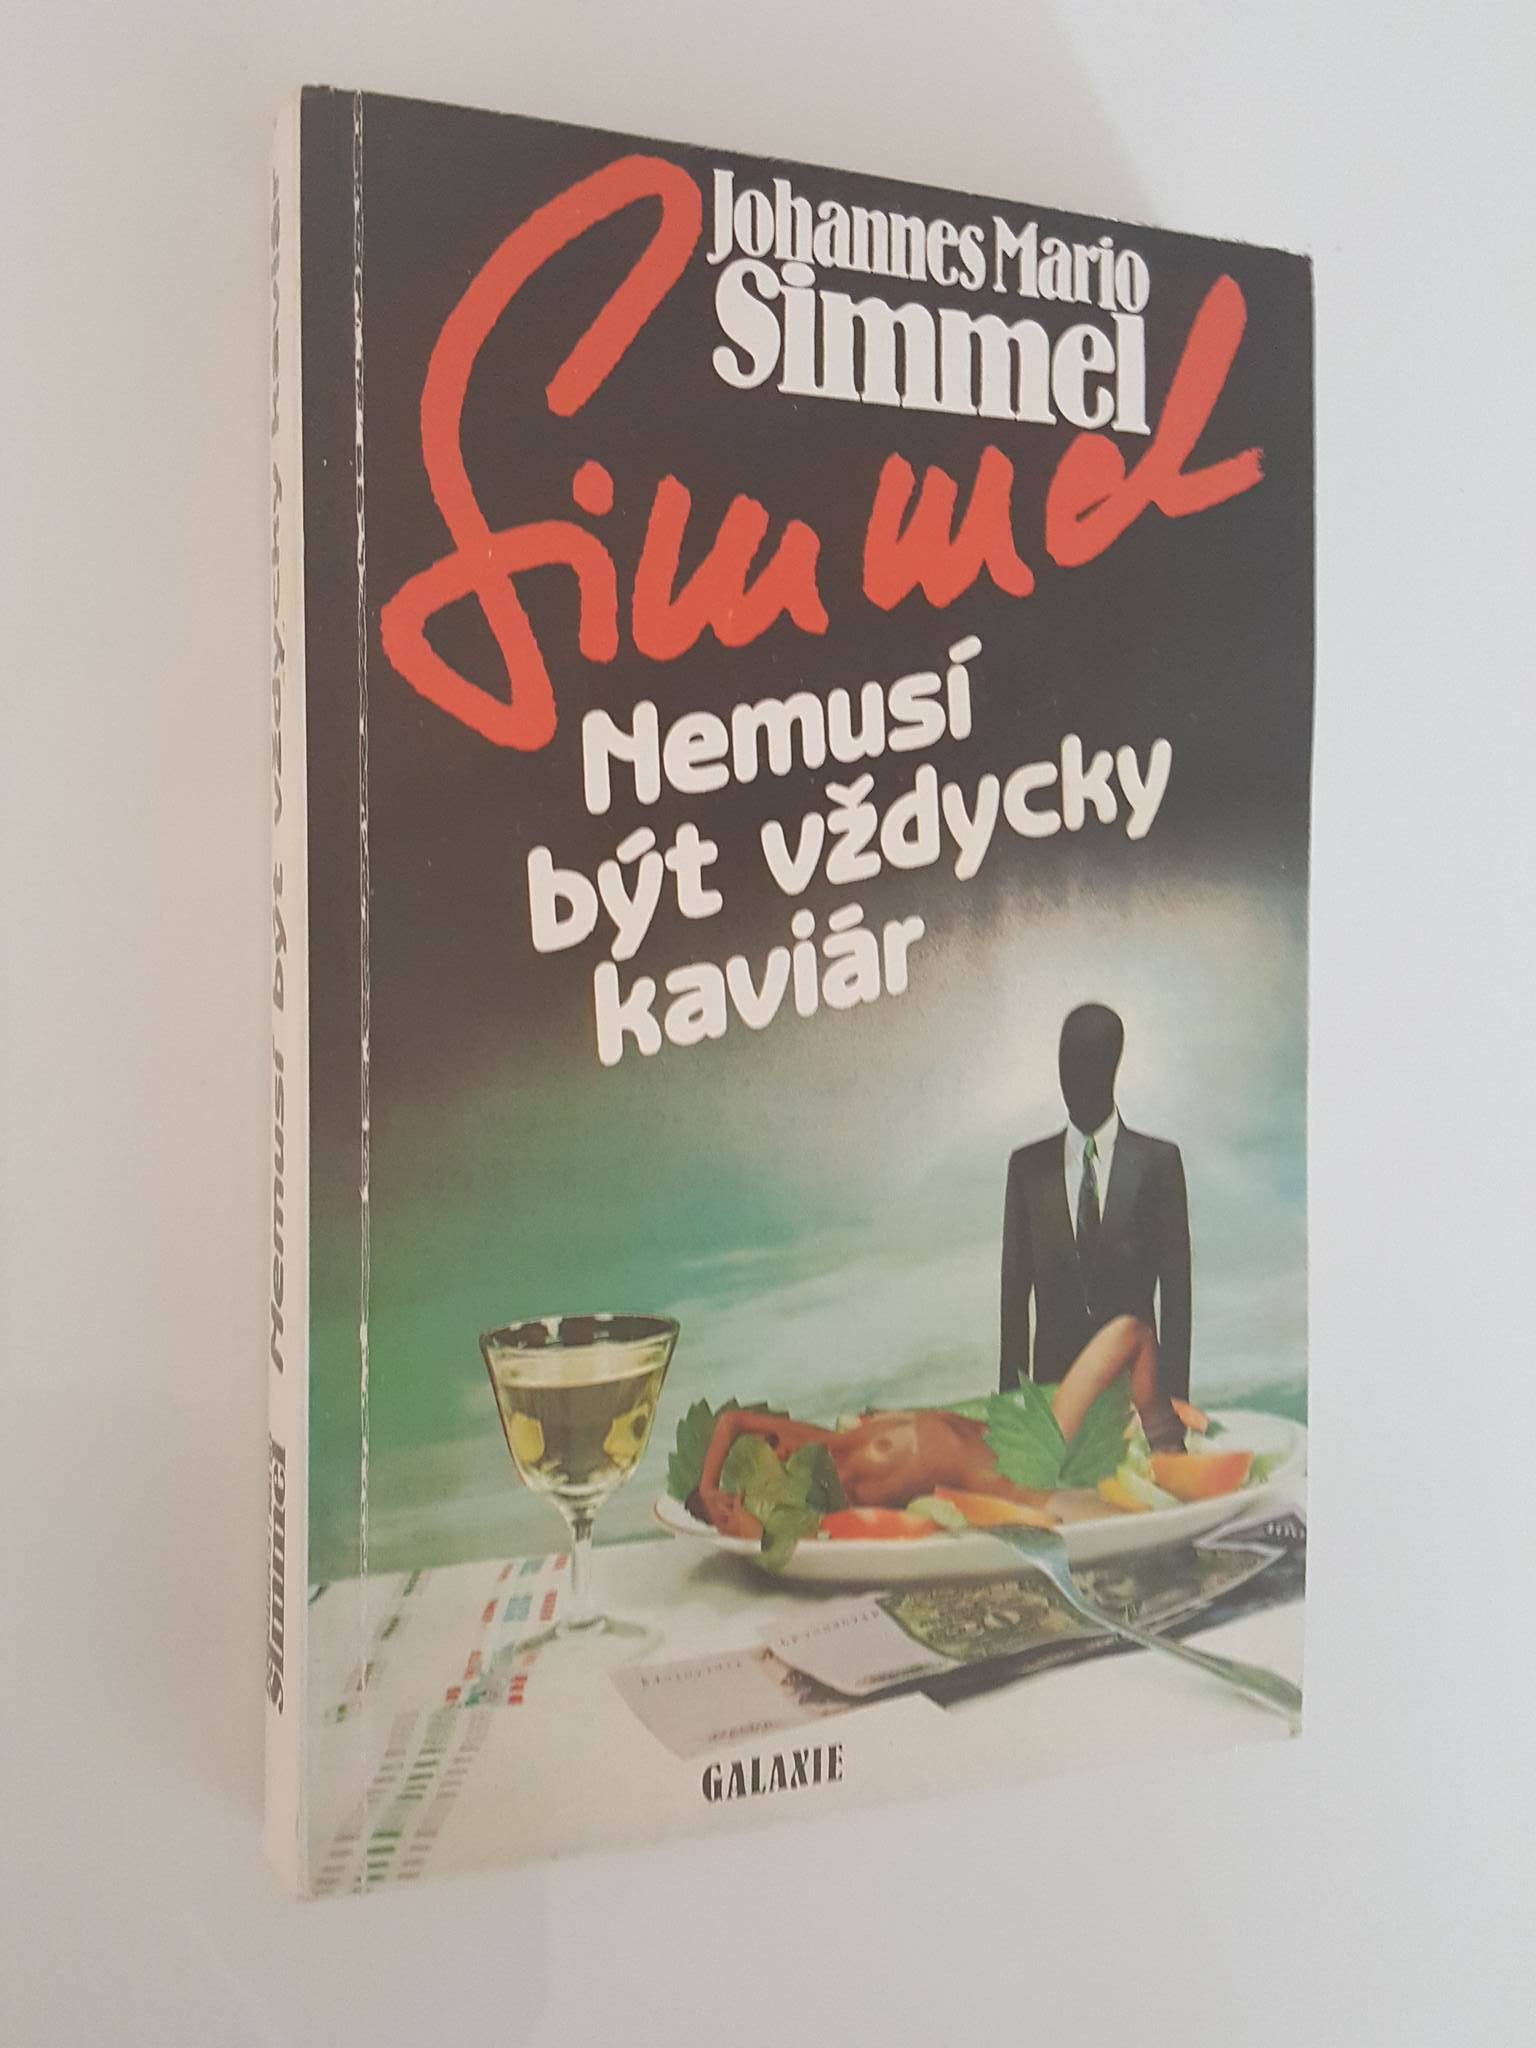 Johannes Mario
Simmel
Simmel
Nemusí
být vždycky
kaviár
GALAXIE
Simmel Nemusí být vždycky kaviár